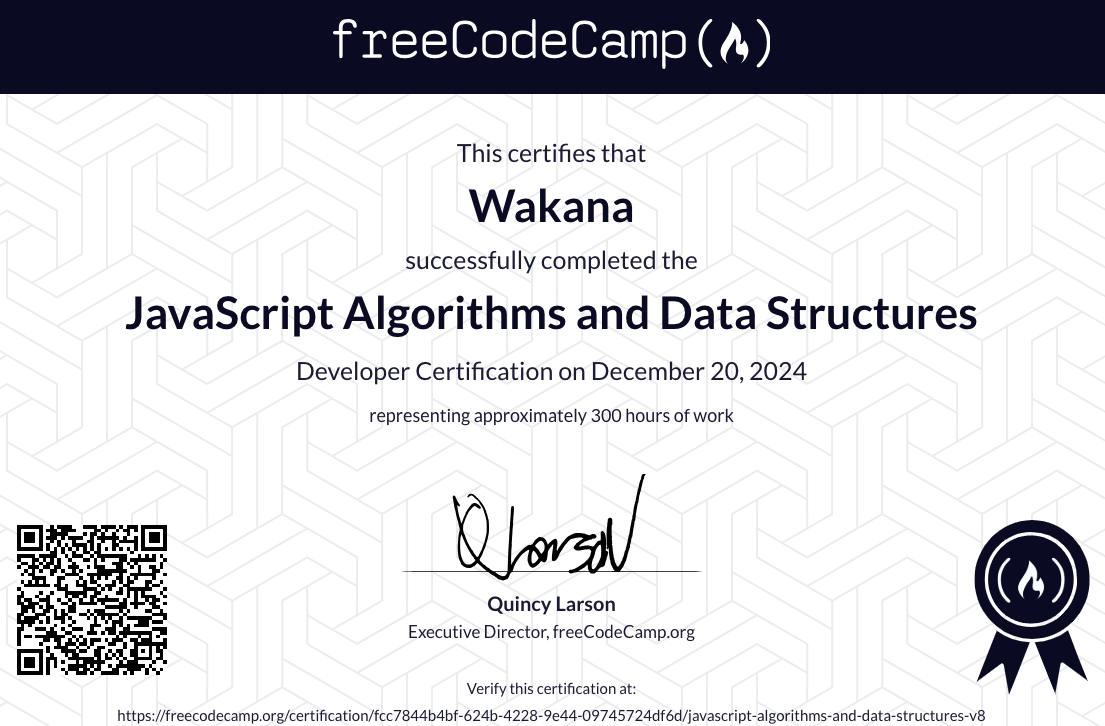 freeCodeCamp
This certifies that
Wakana
successfully completed the
JavaScript Algorithms and Data Structures
Developer Certification on December 20, 2024
representing approximately 300 hours of work
Q Larson
Quincy Larson
Executive Director, freeCodeCamp.org
Verify this certification at:
https://freecodecamp.org/certification/fcc7844b4bf-624b-4228-9e44-09745724df6d/javascript-algorithms-and-data-structures-v8